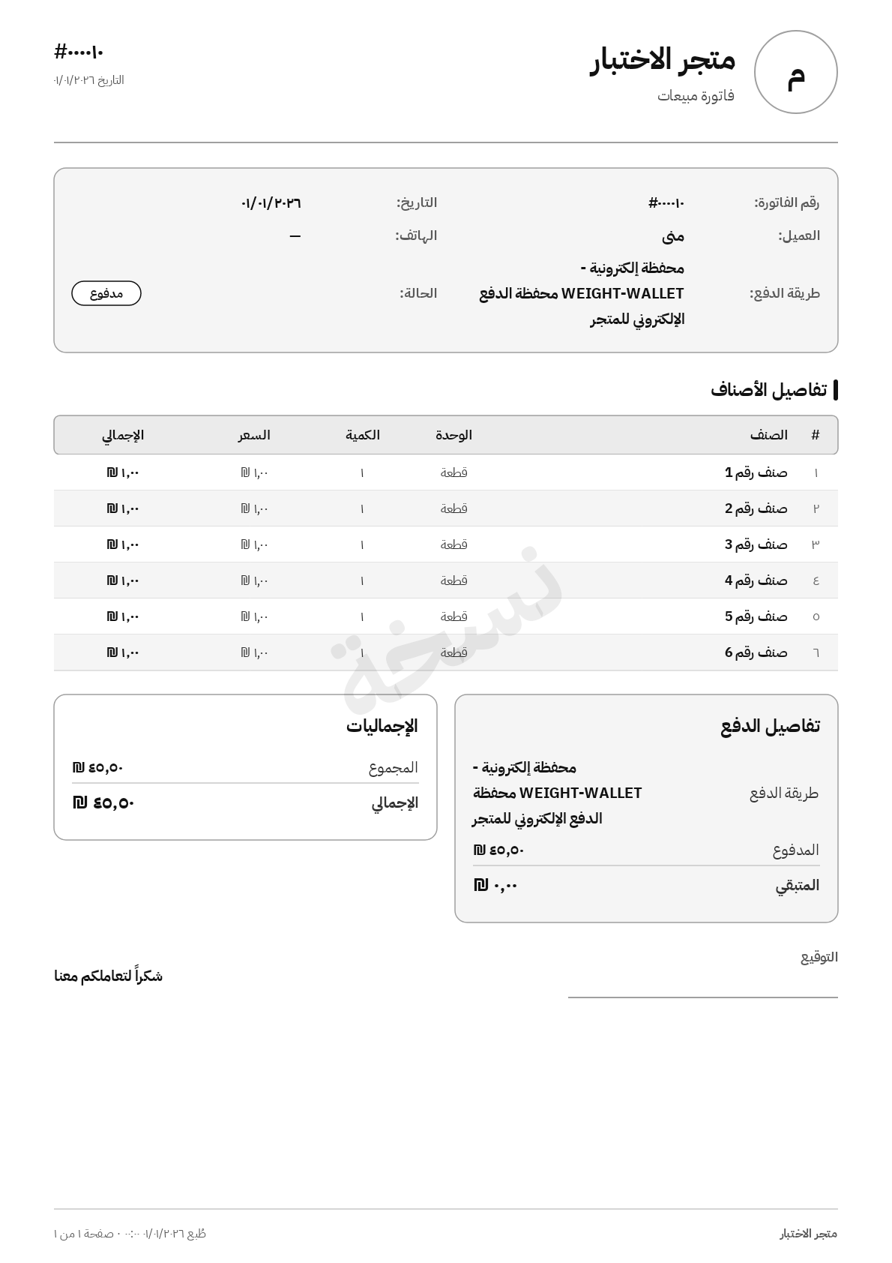 م
متجر الاختبار
فاتورة مبيعات
#٠٠٠٠١٠
التاريخ ٠١/٠١/٢٠٢٦
رقم الفاتورة: #٠٠٠٠١٠ التاريخ: ٠١/٠١/٢٠٢٦
العميل: منى الهاتف: —
طريقة الدفع: محفظة إلكترونية -
WEIGHT-WALLET محفظة الدفع
الإلكتروني للمتجر
الحالة: مدفوع
تفاصيل الأصناف
# الصنف الوحدة الكمية السعر الإجمالي
١ صنف رقم 1 قطعة ١ ١,٠٠ ₪ ١,٠٠ ₪
٢ صنف رقم 2 قطعة ١ ١,٠٠ ₪ ١,٠٠ ₪
٣ صنف رقم 3 قطعة ١ ١,٠٠ ₪ ١,٠٠ ₪
٤ صنف رقم 4 قطعة ١ ١,٠٠ ₪ ١,٠٠ ₪
٥ صنف رقم 5 قطعة ١ ١,٠٠ ₪ ١,٠٠ ₪
٦ صنف رقم 6 قطعة ١ ١,٠٠ ₪ ١,٠٠ ₪
نسخة
تفاصيل الدفع
طريقة الدفع محفظة إلكترونية -
WEIGHT-WALLET محفظة
الدفع الإلكتروني للمتجر
المدفوع ٤٥,٥٠ ₪
المتبقي ٠,٠٠ ₪
الإجماليات
المجموع ٤٥,٥٠ ₪
الإجمالي ٤٥,٥٠ ₪
التوقيع
شكراً لتعاملكم معنا
متجر الاختبار
طُبع ٠١/٠١/٢٠٢٦ ٠٠:٠٠ · صفحة ١ من ١